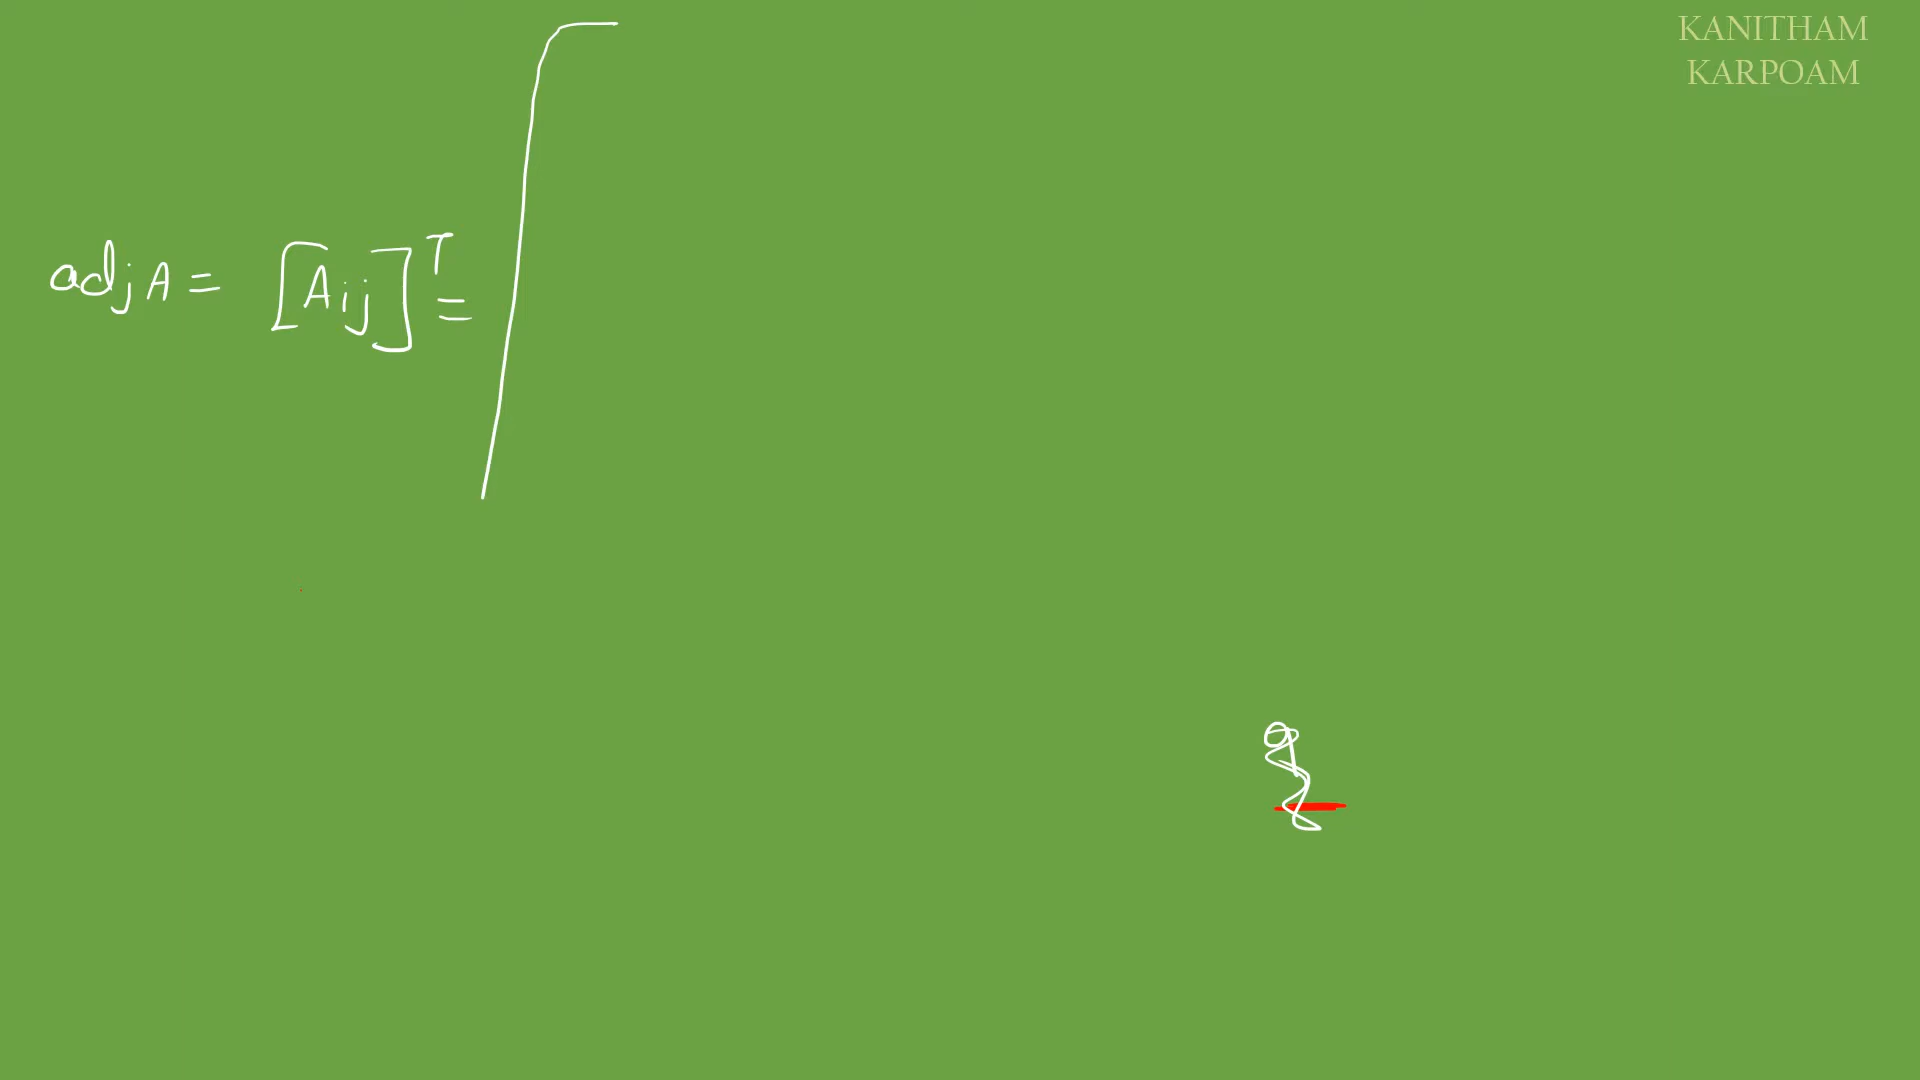 KANITHAM
KARPOAM
adj A = [Aij]^T = [